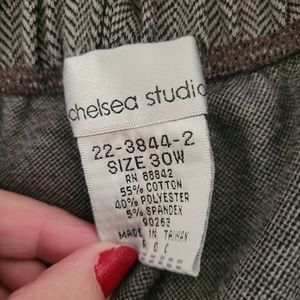 chelsea studio
22-3844-2
SIZE 30W
RN 88842
55% COTTON
40% POLYESTER
5% SPANDEX
90263
MADE IN TAIWAN